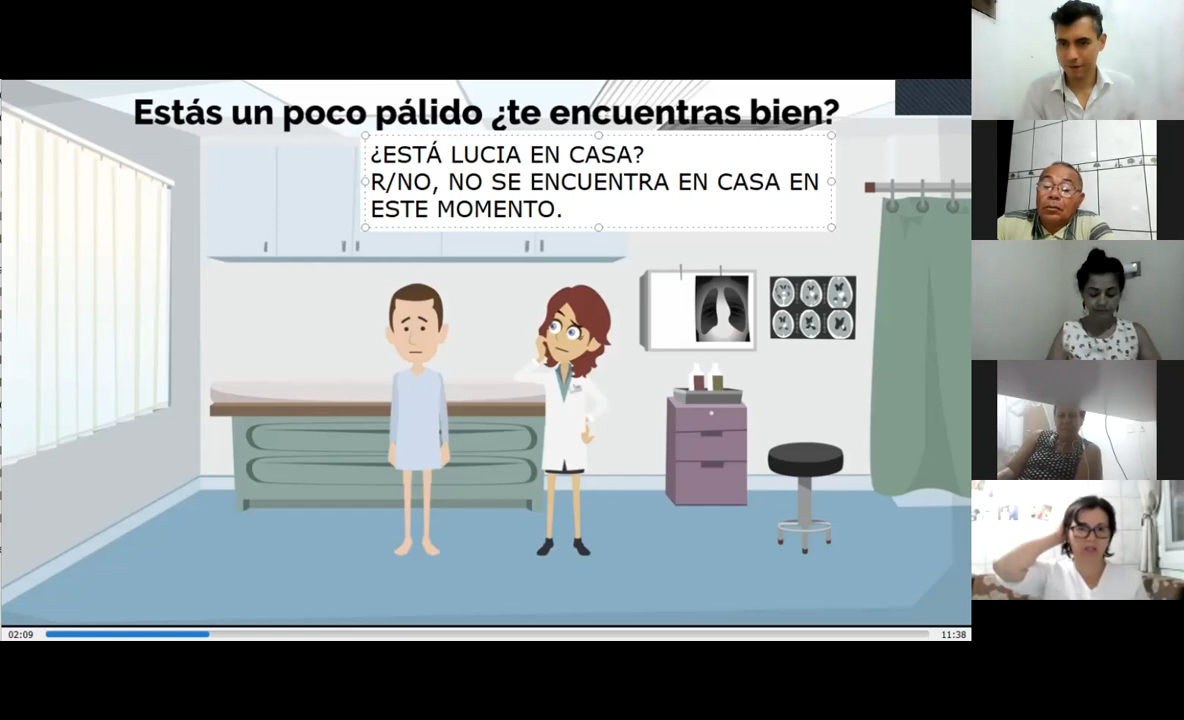 Estás un poco pálido ¿te encuentras bien?
¿ESTÁ LUCIA EN CASA?
R/NO, NO SE ENCUENTRA EN CASA EN
ESTE MOMENTO.
02:09
11:38